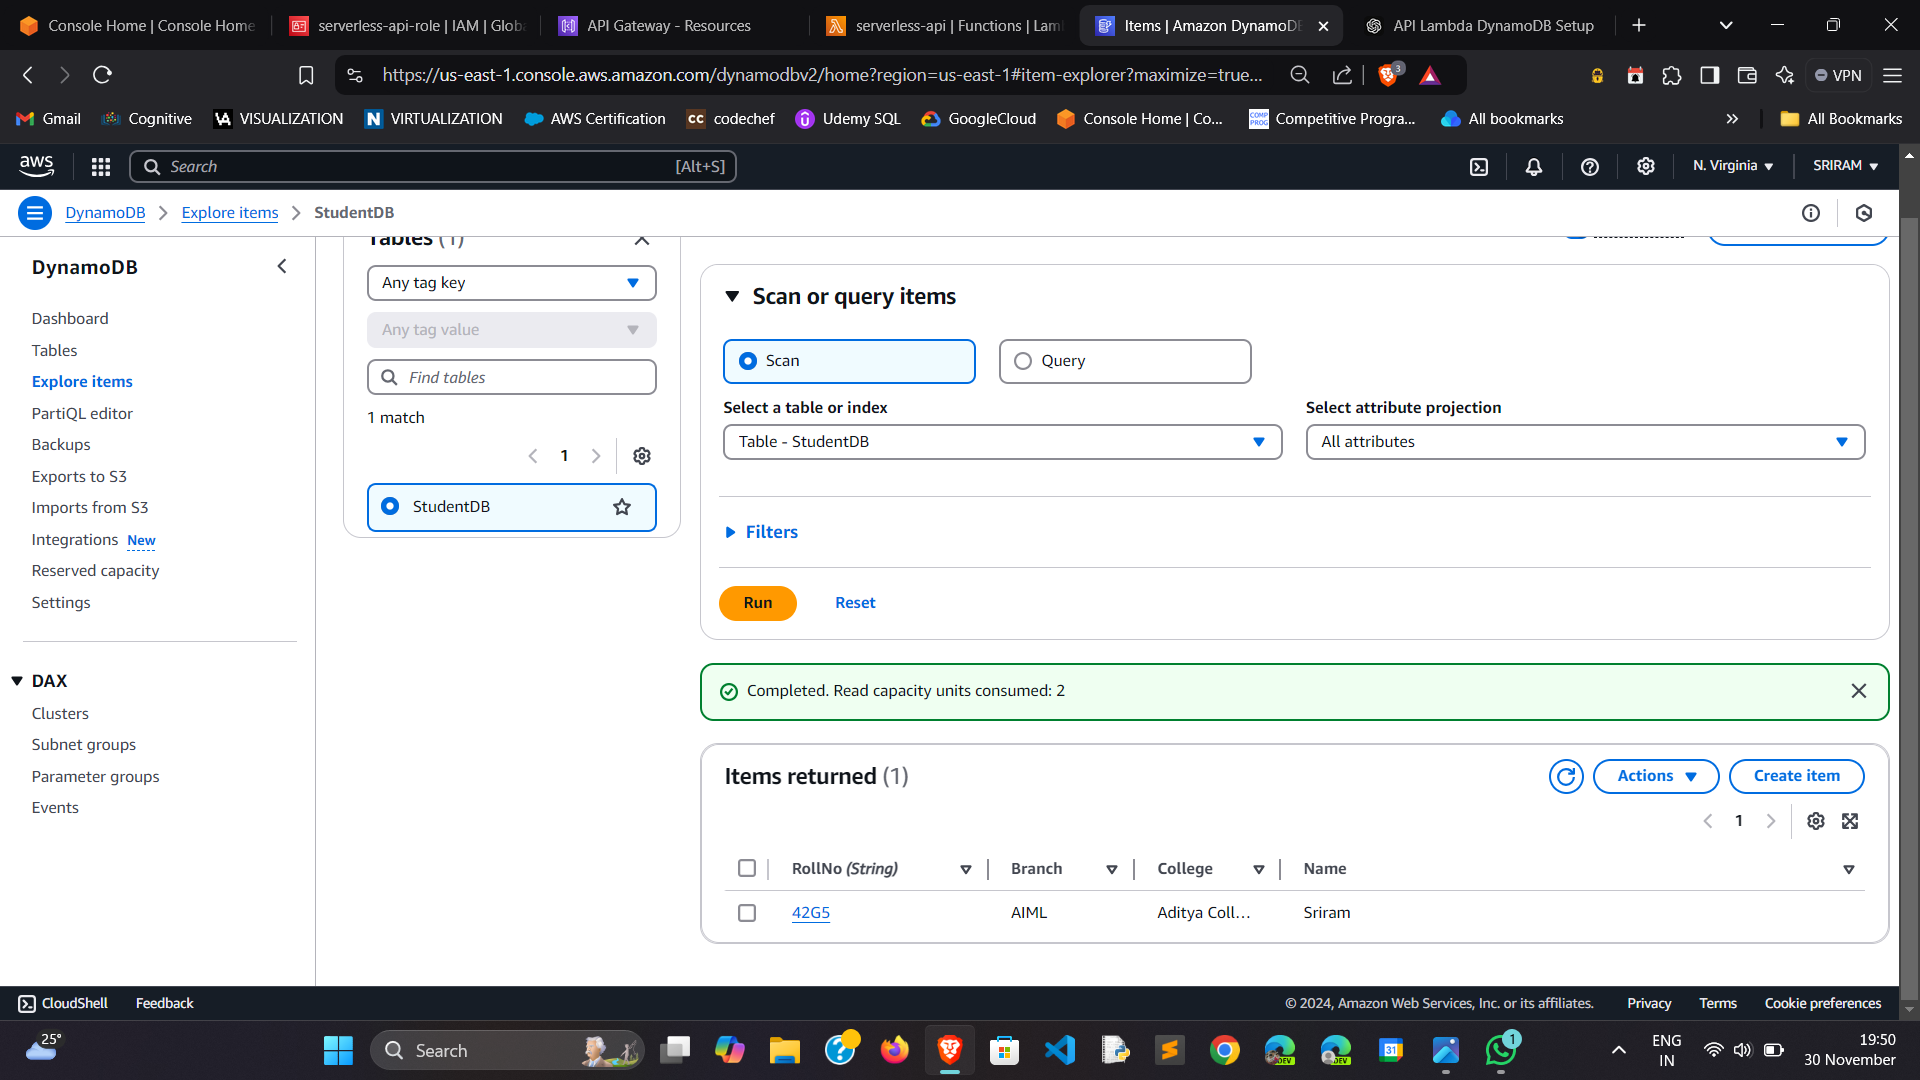 Console Home | Console Home
serverless-api-role | IAM | Globa
API Gateway - Resources
serverless-api | Functions | Lam
Items | Amazon DynamoDB
API Lambda DynamoDB Setup
https://us-east-1.console.aws.amazon.com/dynamodbv2/home?region=us-east-1#item-explorer?maximize=true...
3
VPN
Gmail
Cognitive
VISUALIZATION
VIRTUALIZATION
AWS Certification
codechef
Udemy SQL
GoogleCloud
Console Home | Co...
Competitive Progra...
All bookmarks
All Bookmarks
aws
Search
[Alt+S]
N. Virginia
SRIRAM
DynamoDB
Explore items
StudentDB
DynamoDB
Dashboard
Tables
Explore items
PartiQL editor
Backups
Exports to S3
Imports from S3
Integrations New
Reserved capacity
Settings
DAX
Clusters
Subnet groups
Parameter groups
Events
Tables (1)
Any tag key
Any tag value
Find tables
1 match
1
StudentDB
Scan or query items
Scan
Query
Select a table or index
Table - StudentDB
Select attribute projection
All attributes
Filters
Run
Reset
Completed. Read capacity units consumed: 2
Items returned (1)
Actions
Create item
1
RollNo (String)
Branch
College
Name
42G5
AIML
Aditya Coll...
Sriram
CloudShell
Feedback
© 2024, Amazon Web Services, Inc. or its affiliates.
Privacy
Terms
Cookie preferences
25°
Search
DEV
DEV
31
1
ENG
IN
19:50
30 November